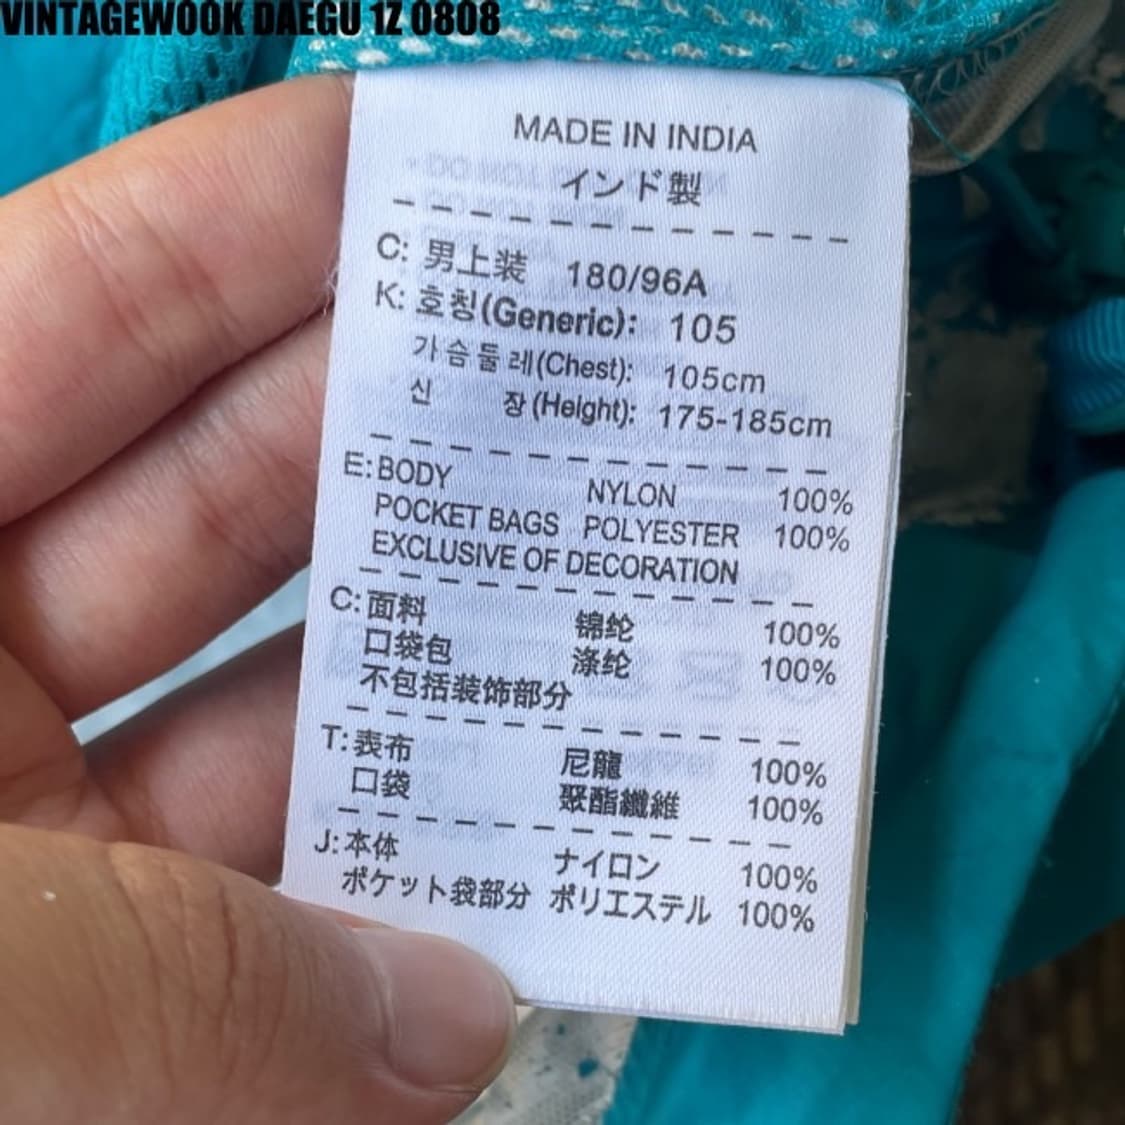 VINTAGEWOOK DAEGU 1Z 0808
MADE IN INDIA
インド製
C: 男上装 180/96A
K: 호칭(Generic): 105
가슴둘레(Chest): 105cm
신 장(Height): 175-185cm
E: BODY NYLON 100%
POCKET BAGS POLYESTER 100%
EXCLUSIVE OF DECORATION
C: 面料 锦纶 100%
口袋包 涤纶 100%
不包括装饰部分
T: 表布 尼龍 100%
口袋 聚酯纖維 100%
J: 本体 ナイロン 100%
ポケット袋部分 ポリエステル 100%